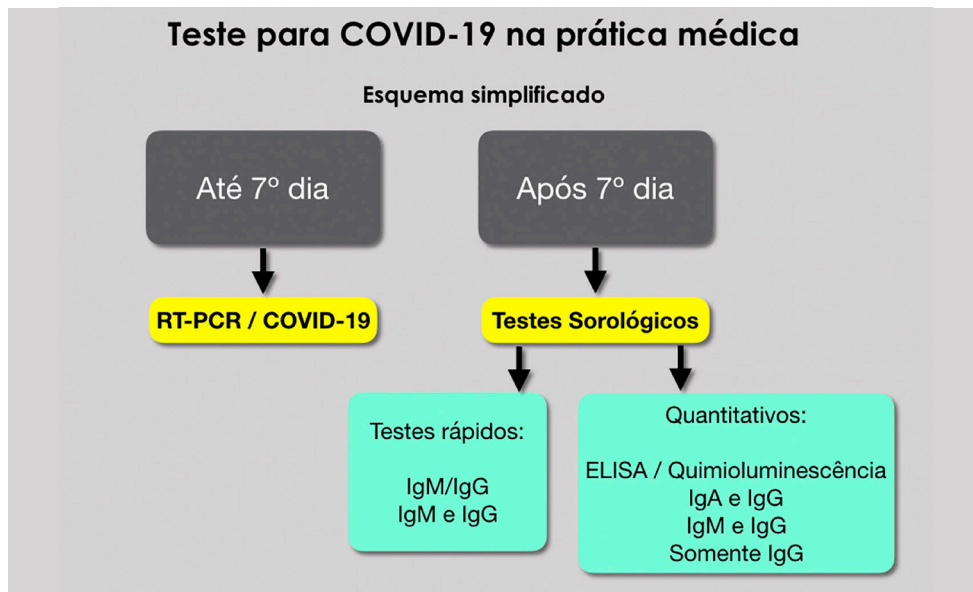 Teste para COVID-19 na prática médica
Esquema simplificado
Até 7º dia
RT-PCR / COVID-19
Após 7º dia
Testes Sorológicos
Testes rápidos:
IgM/IgG
IgM e IgG
Quantitativos:
ELISA / Quimioluminescência
IgA e IgG
IgM e IgG
Somente IgG